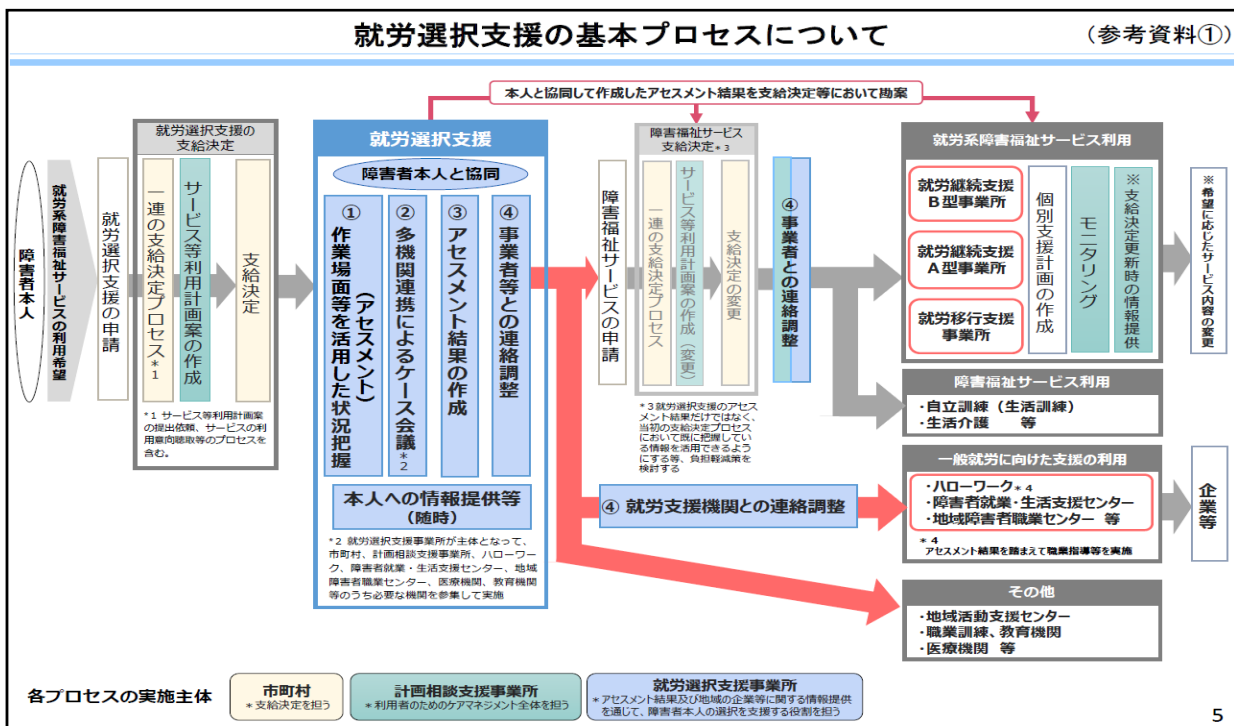 就労選択支援の基本プロセスについて
(参考資料①)
本人と協同して作成したアセスメント結果を支給決定等において勘案
障害者本人
就労系障害福祉サービスの利用希望
就労選択支援の申請
就労選択支援の
支給決定
一連の支給決定プロセス*1
サービス等利用計画案の作成
支給決定
*1 サービス等利用計画案
の提出依頼、サービスの利
用意向聴取等のプロセスを
含む。
就労選択支援
障害者本人と協同
①作業場面等を活用した状況把握
(アセスメント)
②多機関連携によるケース会議*2
③アセスメント結果の作成
④事業者等との連絡調整
本人への情報提供等
(随時)
*2 就労選択支援事業所が主体となって、
市町村、計画相談支援事業所、ハローワー
ク、障害者就業・生活支援センター、地域
障害者職業センター、医療機関、教育機関
等のうち必要な機関を参集して実施
障害福祉サービスの申請
障害福祉サービス
支給決定*3
一連の支給決定プロセス
サービス等利用計画案の作成(変更)
支給決定の変更
*3就労選択支援のアセス
メント結果だけではなく、
当初の支給決定プロセス
において既に把握してい
る情報を活用できるよう
にする等、負担軽減策を
検討する
④事業者との連絡調整
④ 就労支援機関との連絡調整
就労系障害福祉サービス利用
就労継続支援
B型事業所
就労継続支援
A型事業所
就労移行支援
事業所
個別支援計画の作成
モニタリング
※支給決定更新時の情報提供
※希望に応じたサービス内容の変更
障害福祉サービス利用
・自立訓練(生活訓練)
・生活介護 等
一般就労に向けた支援の利用
・ハローワーク*4
・障害者就業・生活支援センター
・地域障害者職業センター 等
*4
アセスメント結果を踏まえて職業指導等を実施
企業等
その他
・地域活動支援センター
・職業訓練、教育機関
・医療機関 等
各プロセスの実施主体
市町村
*支給決定を担う
計画相談支援事業所
*利用者のためのケアマネジメント全体を担う
就労選択支援事業所
*アセスメント結果及び地域の企業等に関する情報提供
を通じて、障害者本人の選択を支援する役割を担う
5